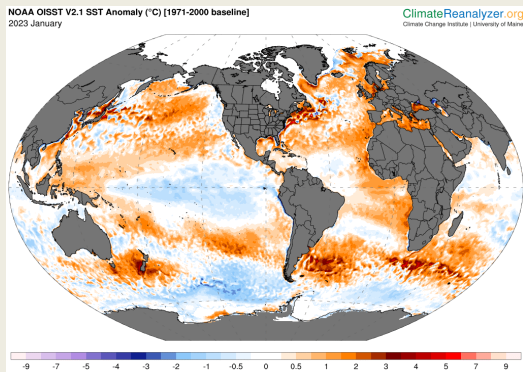 NOAA OISST V2.1 SST Anomaly (°C) [1971-2000 baseline]
2023 January
ClimateReanalyzer.org
Climate Change Institute | University of Maine
-9 -7 -5 -4 -3 -2 -1 -0.5 0 0.5 1 2 3 4 5 7 9